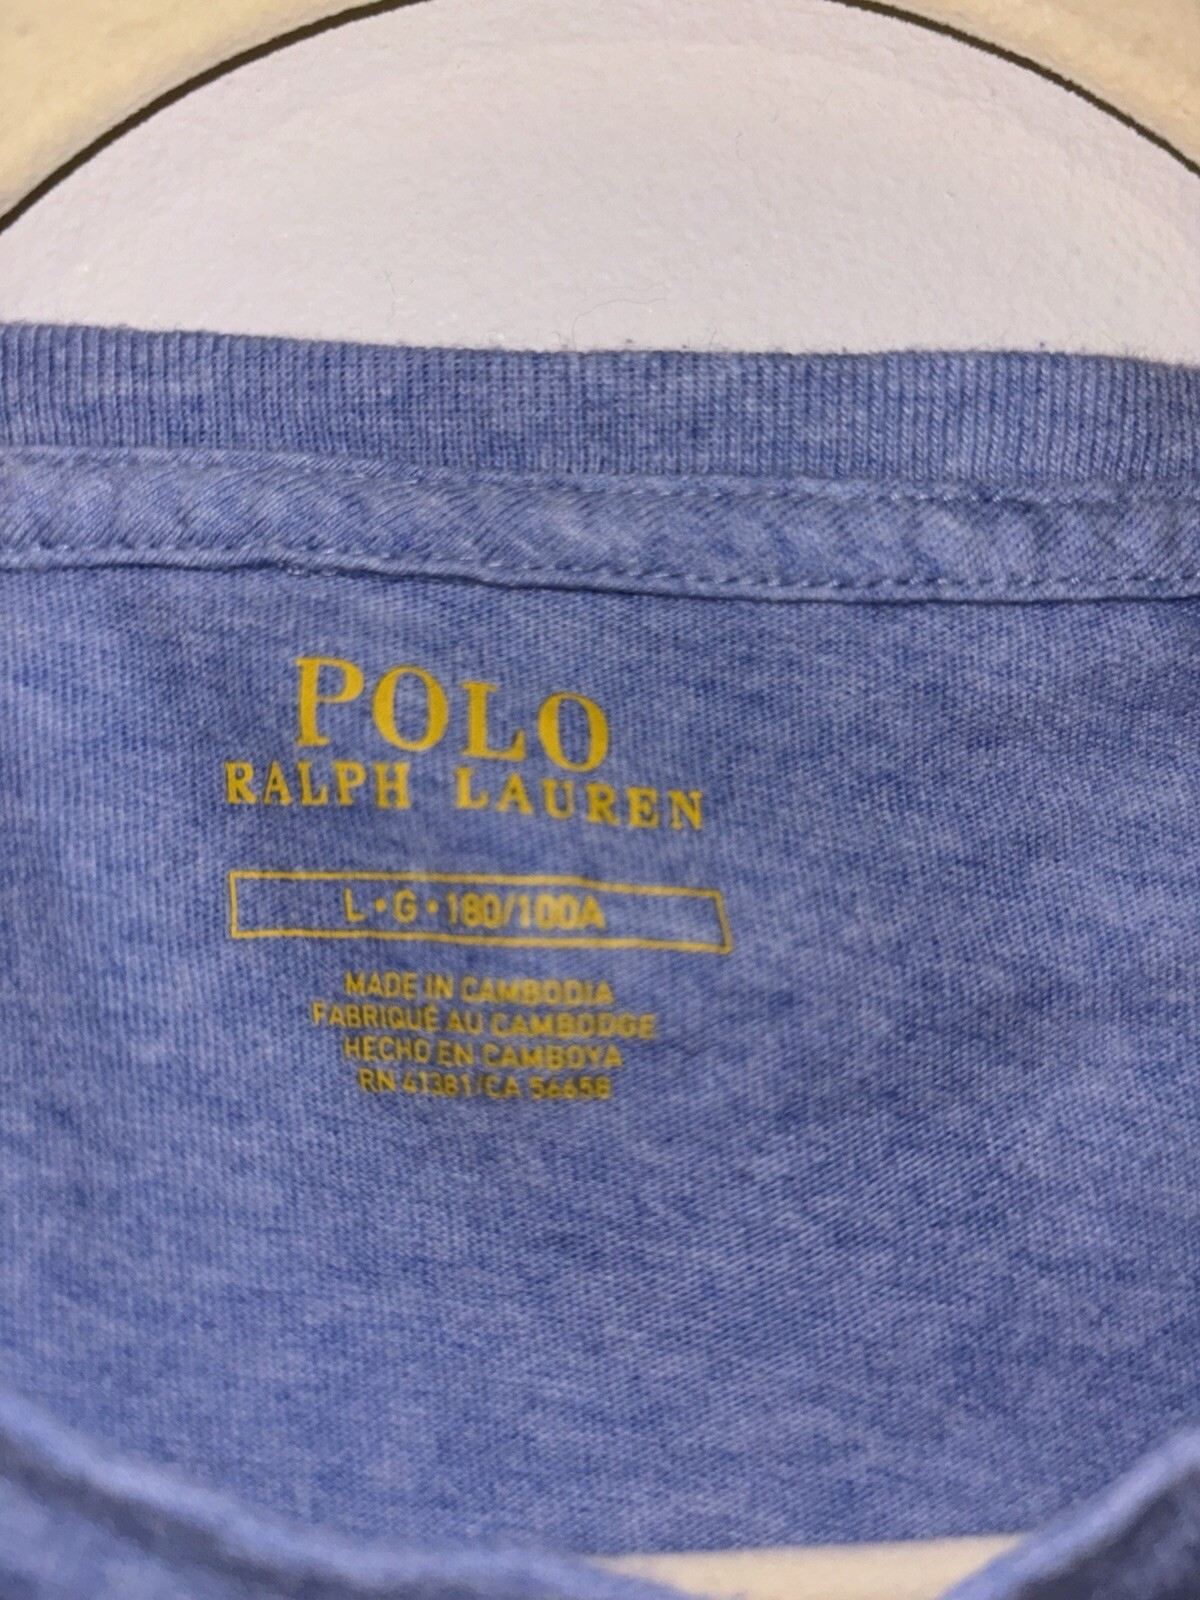 POLO
RALPH LAUREN
L•G•180/100A
MADE IN CAMBODIA
FABRIQUÉ AU CAMBODGE
HECHO EN CAMBOYA
RN 41381/CA 56658